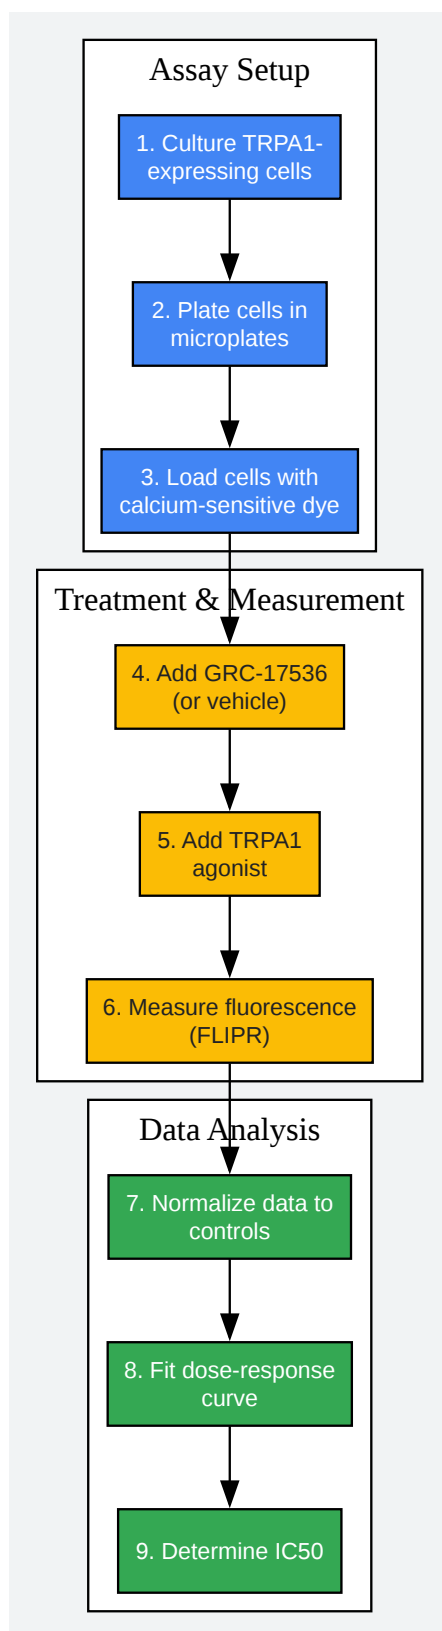 Assay Setup
1. Culture TRPA1-
expressing cells
2. Plate cells in
microplates
3. Load cells with
calcium-sensitive dye
Treatment & Measurement
4. Add GRC-17536
(or vehicle)
5. Add TRPA1
agonist
6. Measure fluorescence
(FLIPR)
Data Analysis
7. Normalize data to
controls
8. Fit dose-response
curve
9. Determine IC50